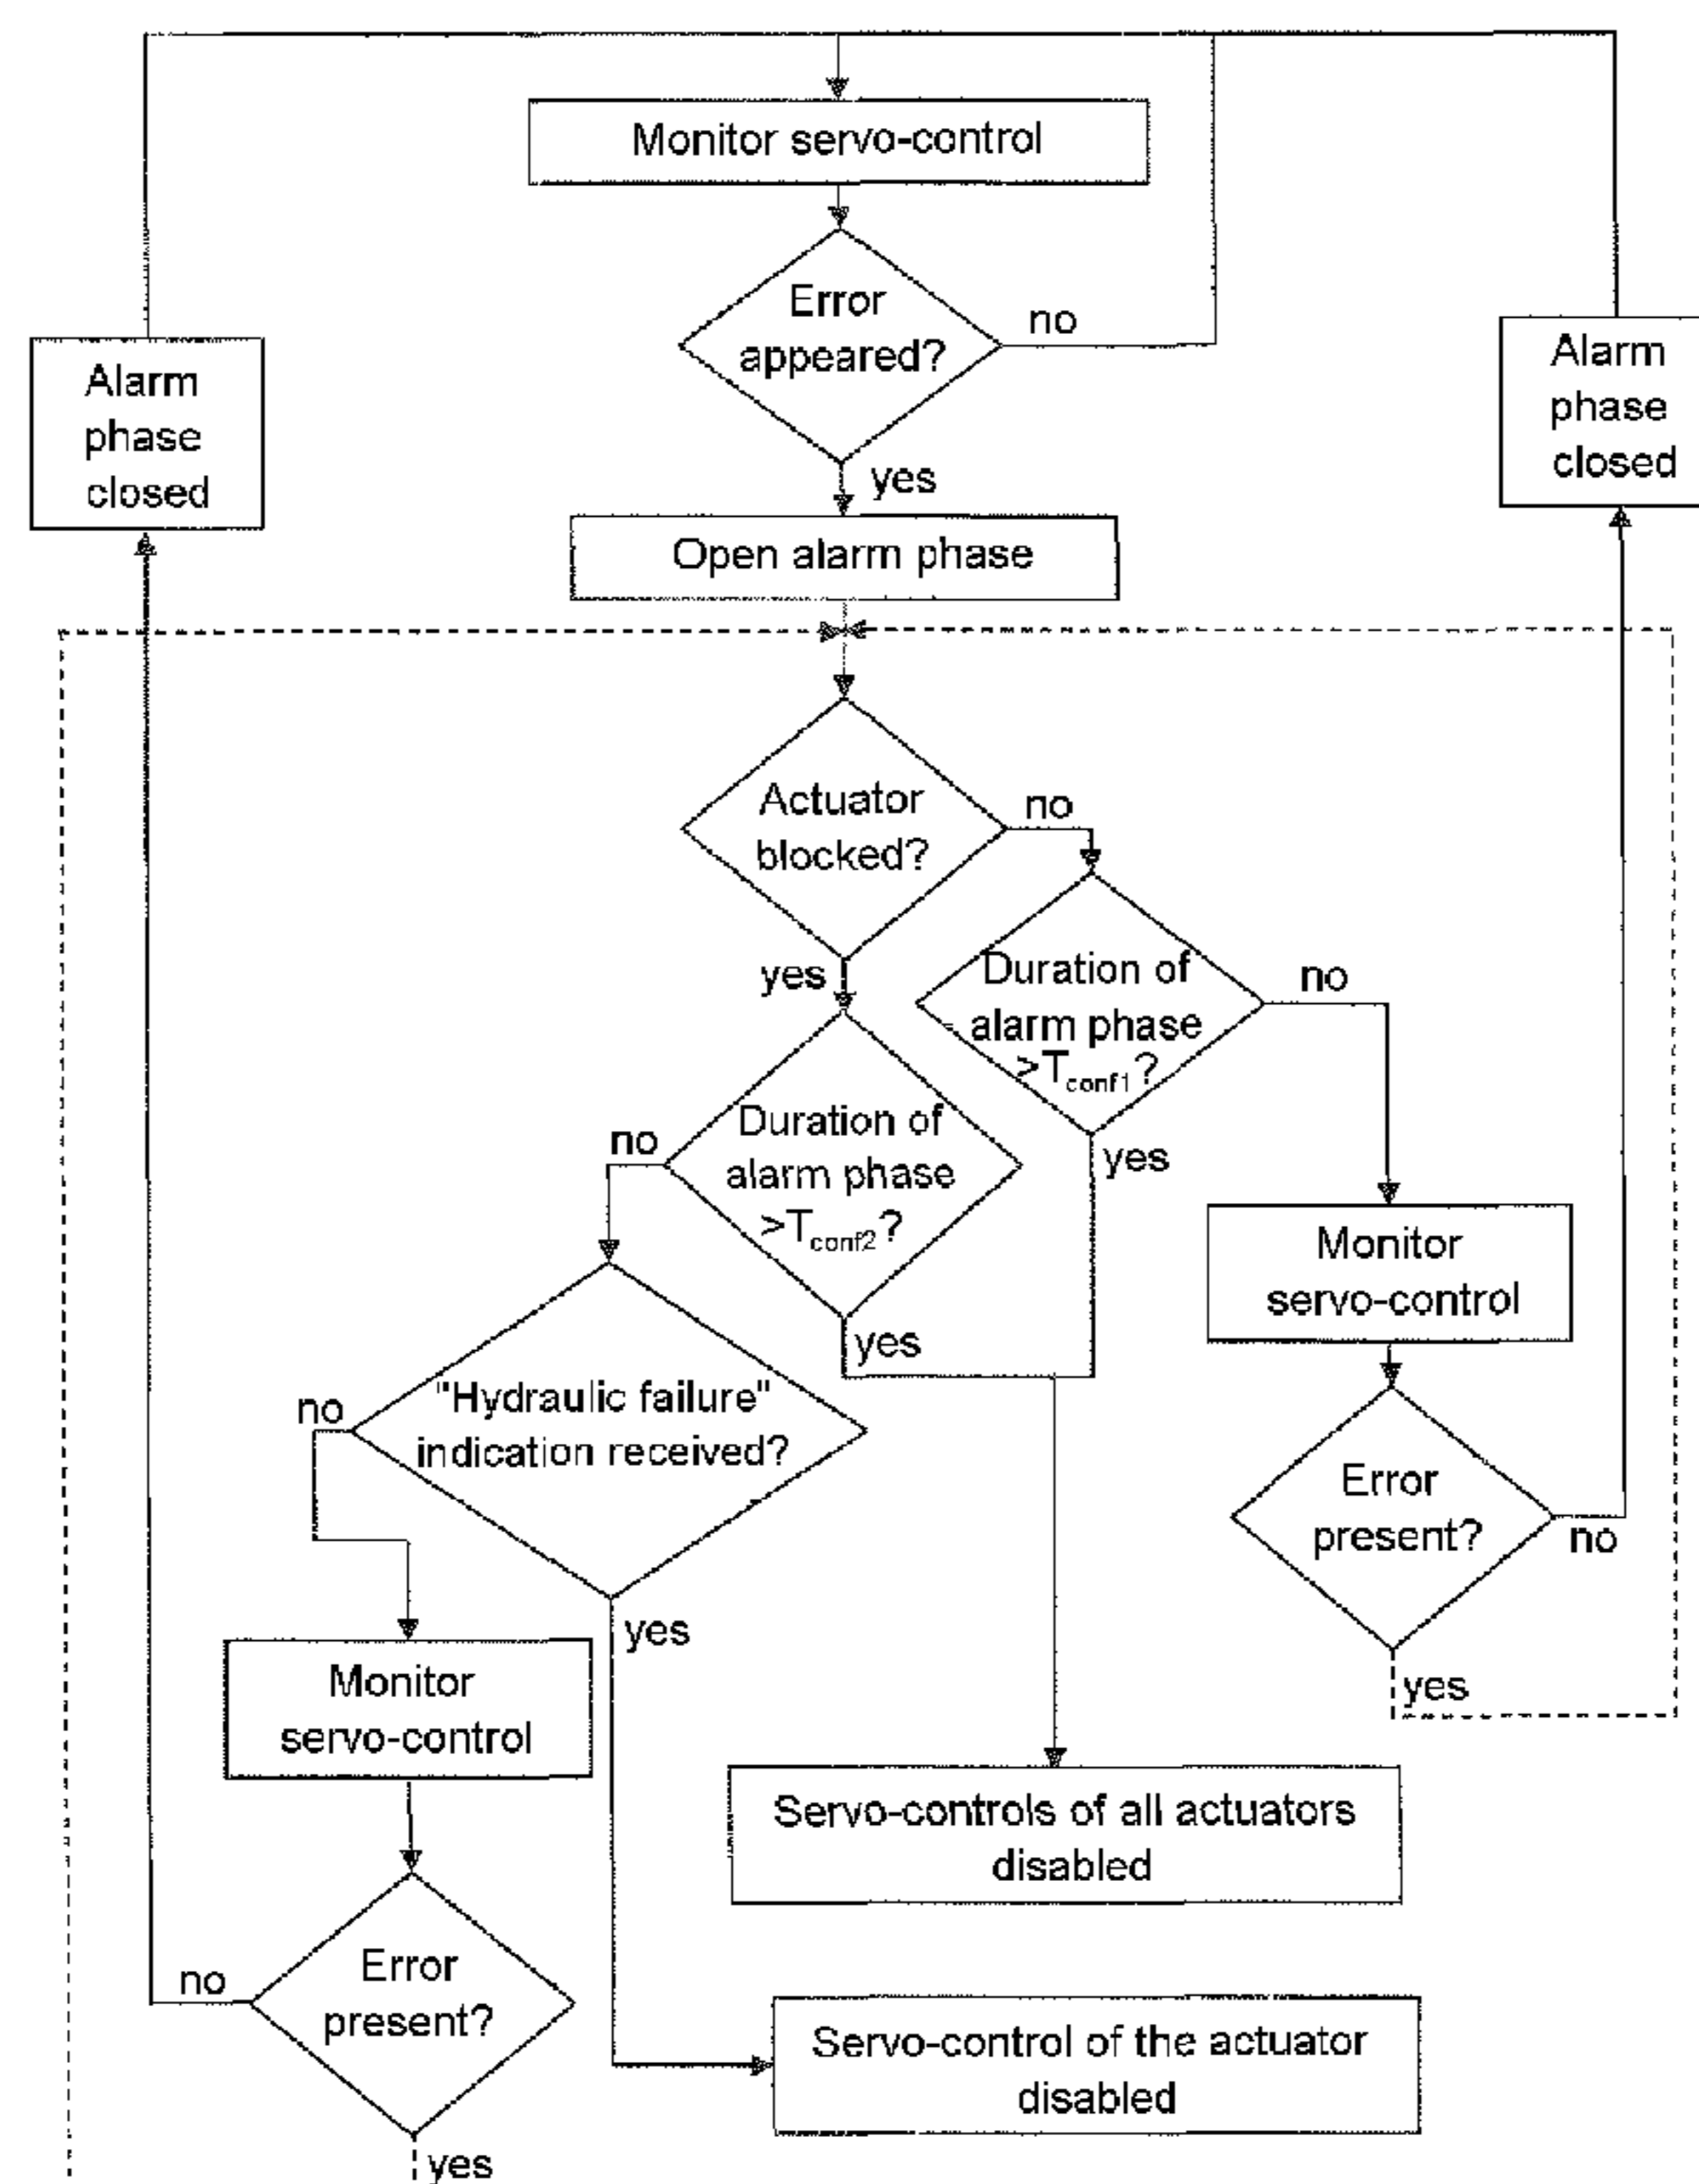 Monitor servo-control
Error
appeared?
no
yes
Alarm
phase
closed
Alarm
phase
closed
Open alarm phase
Actuator
blocked?
no
yes
Duration of
alarm phase
>Tconf1?
no
yes
Duration of
alarm phase
>Tconf2?
no
yes
Monitor
servo-control
Error
present?
no
yes
"Hydraulic failure"
indication received?
no
yes
Monitor
servo-control
Servo-controls of all actuators
disabled
Error
present?
no
yes
Servo-control of the actuator
disabled